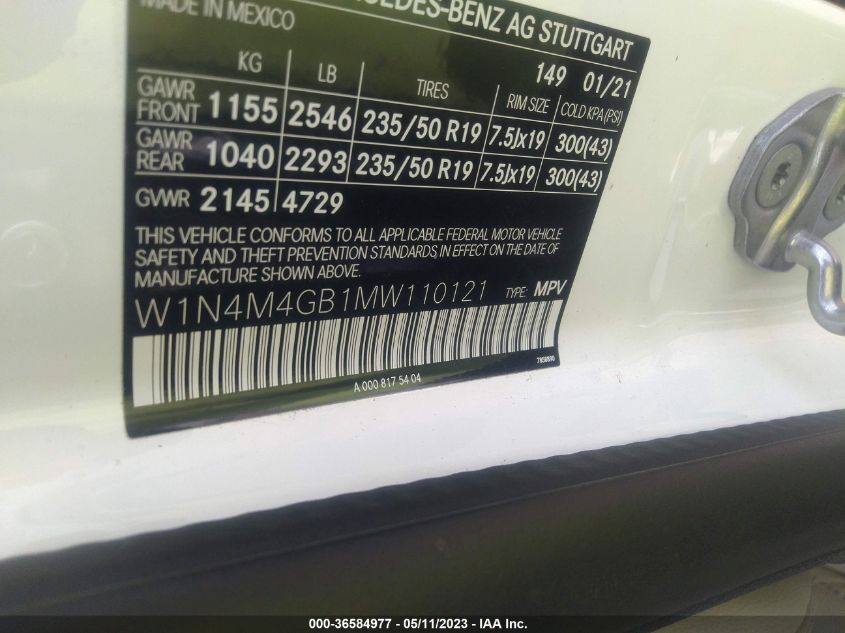 MADE IN MEXICO
-BENZ AG STUTTGART
149 01/21
KG LB TIRES RIM SIZE COLD KPA(PSI)
GAWR FRONT 1155 2546 235/50 R19 7.5Jx19 300(43)
GAWR REAR 1040 2293 235/50 R19 7.5Jx19 300(43)
GVWR 2145 4729
THIS VEHICLE CONFORMS TO ALL APPLICABLE FEDERAL MOTOR VEHICLE
SAFETY AND THEFT PREVENTION STANDARDS IN EFFECT ON THE DATE OF
MANUFACTURE SHOWN ABOVE.
W1N4M4GB1MW110121 TYPE: MPV
A 000 817 54 04
000-36584977 - 05/11/2023 - IAA Inc.